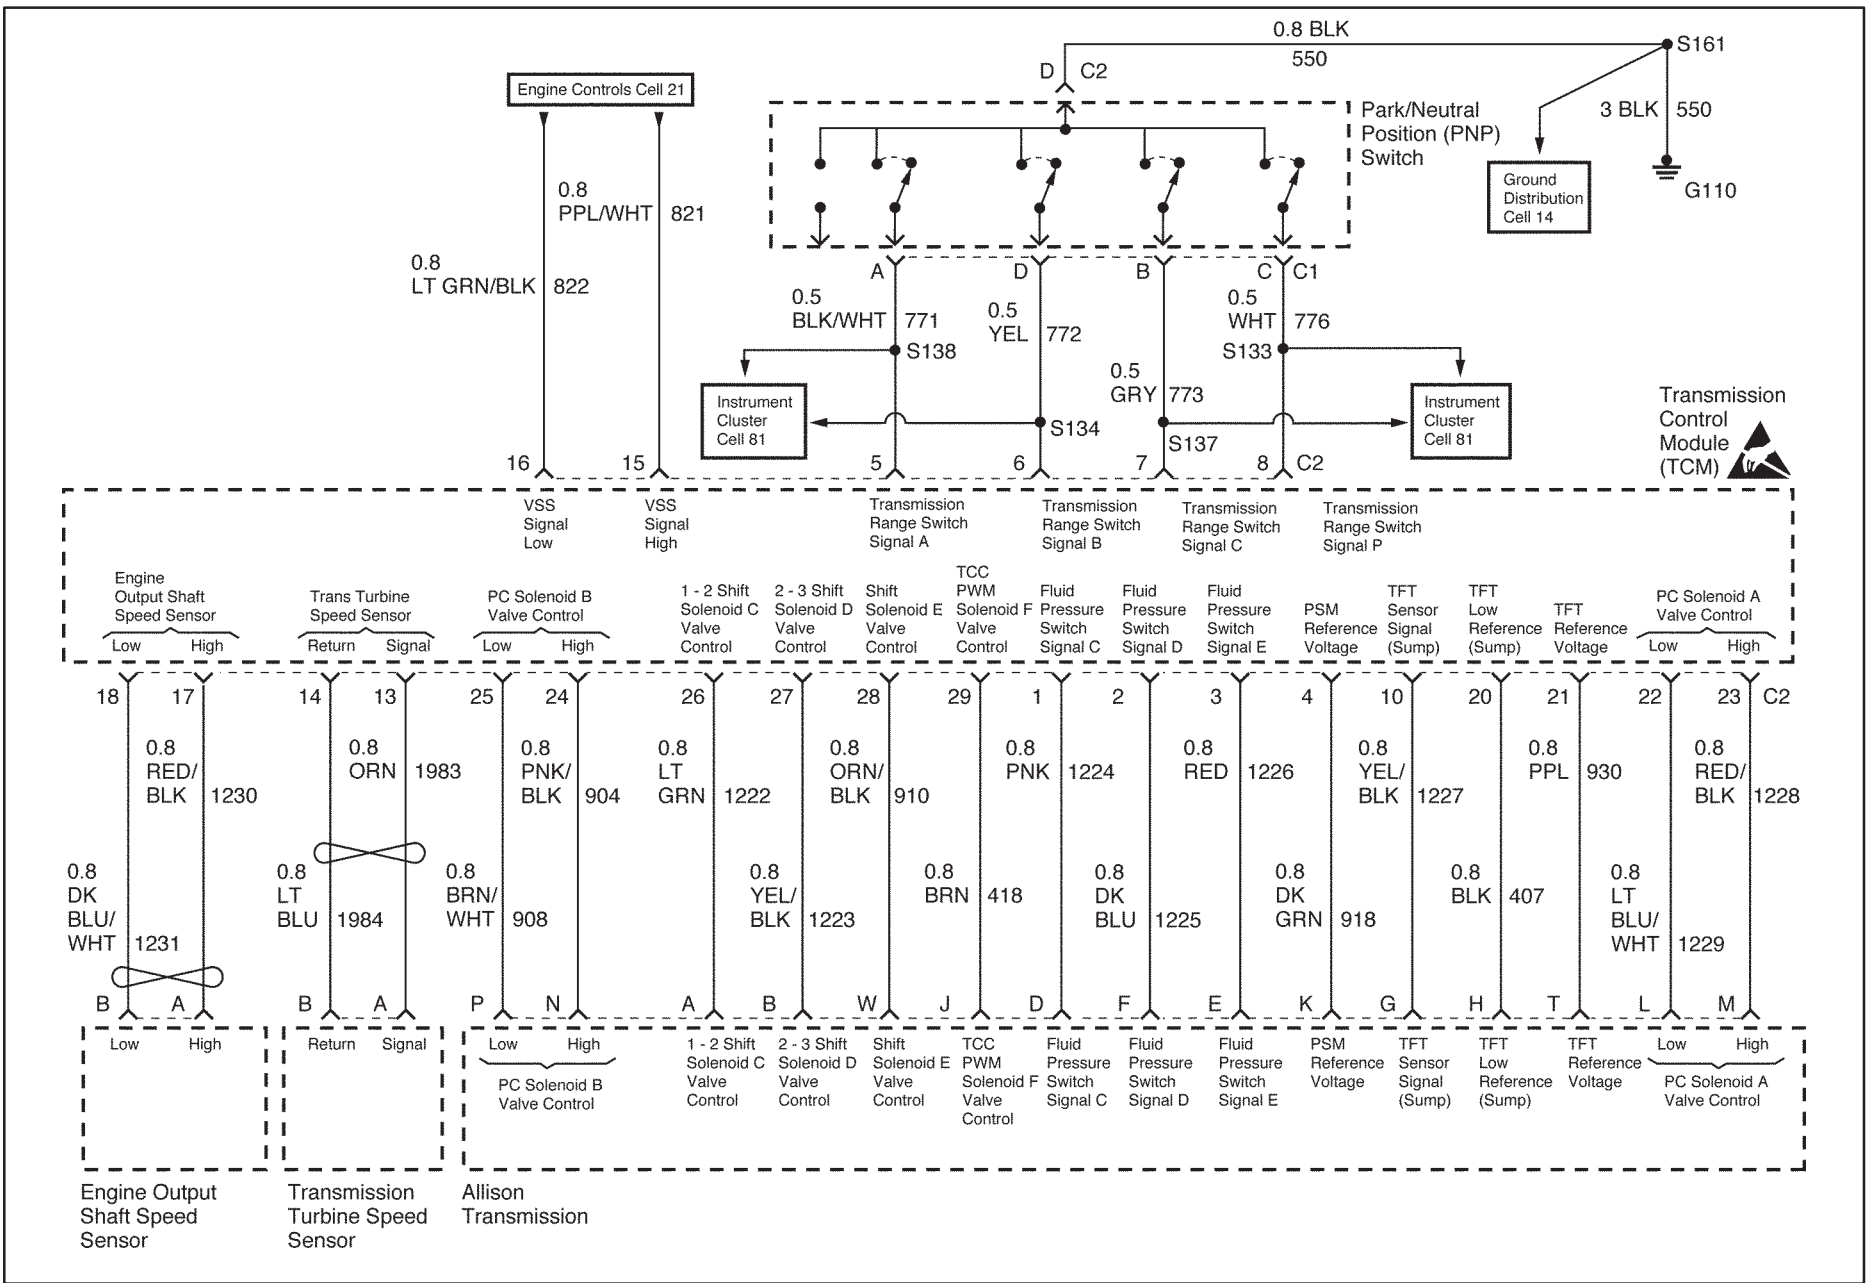 0.8 BLK
550
S161
D C2
Engine Controls Cell 21
3 BLK 550
Park/Neutral
Position (PNP)
Switch
G110
Ground
Distribution
Cell 14
0.8
PPL/WHT 821
0.8
LT GRN/BLK 822
A D B C C1
0.5
BLK/WHT 771
S138
0.5
YEL 772
0.5
WHT 776
S133
0.5
GRY 773
Instrument
Cluster
Cell 81
S134
S137
Instrument
Cluster
Cell 81
Transmission
Control
Module
(TCM)
16 15 5 6 7 8 C2
VSS
Signal
Low
VSS
Signal
High
Transmission
Range Switch
Signal A
Transmission
Range Switch
Signal B
Transmission
Range Switch
Signal C
Transmission
Range Switch
Signal P
Engine
Output Shaft
Speed Sensor
Low High
Trans Turbine
Speed Sensor
Return Signal
PC Solenoid B
Valve Control
Low High
1 - 2 Shift
Solenoid C
Valve
Control
2 - 3 Shift
Solenoid D
Valve
Control
Shift
Solenoid E
Valve
Control
TCC
PWM
Solenoid F
Valve
Control
Fluid
Pressure
Switch
Signal C
Fluid
Pressure
Switch
Signal D
Fluid
Pressure
Switch
Signal E
PSM
Reference
Voltage
TFT
Sensor
Signal
(Sump)
TFT
Low
Reference
(Sump)
TFT
Reference
Voltage
PC Solenoid A
Valve Control
Low High
18 17 14 13 25 24 26 27 28 29 1 2 3 4 10 20 21 22 23 C2
0.8
RED/
BLK 1230
0.8
ORN 1983
0.8
PNK/
BLK 904
0.8
LT
GRN 1222
0.8
ORN/
BLK 910
0.8
PNK 1224
0.8
RED 1226
0.8
YEL/
BLK 1227
0.8
PPL 930
0.8
RED/
BLK 1228
0.8
DK
BLU/
WHT 1231
0.8
LT
BLU 1984
0.8
BRN/
WHT 908
0.8
YEL/
BLK 1223
0.8
BRN 418
0.8
DK
BLU 1225
0.8
DK
GRN 918
0.8
BLK 407
0.8
LT
BLU/
WHT 1229
B A B A P N A B W J D F E K G H T L M
Low High
Return Signal
Low High
PC Solenoid B
Valve Control
1 - 2 Shift
Solenoid C
Valve
Control
2 - 3 Shift
Solenoid D
Valve
Control
Shift
Solenoid E
Valve
Control
TCC
PWM
Solenoid F
Valve
Control
Fluid
Pressure
Switch
Signal C
Fluid
Pressure
Switch
Signal D
Fluid
Pressure
Switch
Signal E
PSM
Reference
Voltage
TFT
Sensor
Signal
(Sump)
TFT
Low
Reference
(Sump)
TFT
Reference
Voltage
Low High
PC Solenoid A
Valve Control
Engine Output
Shaft Speed
Sensor
Transmission
Turbine Speed
Sensor
Allison
Transmission